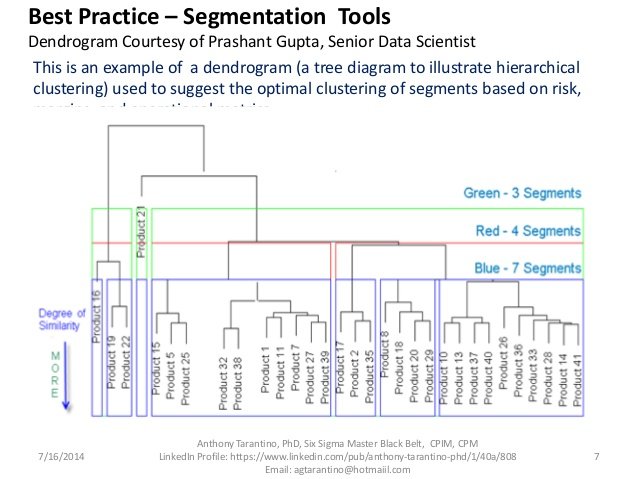 Best Practice – Segmentation Tools
Dendrogram Courtesy of Prashant Gupta, Senior Data Scientist
This is an example of a dendrogram (a tree diagram to illustrate hierarchical
clustering) used to suggest the optimal clustering of segments based on risk,
Green - 3 Segments
Red - 4 Segments
Blue - 7 Segments
Degree of
Similarity
MORE
Product 16
Product 19
Product 22
Product 21
Product 15
Product 5
Product 25
Product 32
Product 38
Product 1
Product 11
Product 7
Product 27
Product 39
Product 17
Product 2
Product 35
Product 8
Product 18
Product 20
Product 29
Product 10
Product 13
Product 37
Product 40
Product 26
Product 36
Product 33
Product 28
Product 14
Product 41
Anthony Tarantino, PhD, Six Sigma Master Black Belt, CPIM, CPM
7/16/2014
LinkedIn Profile: https://www.linkedin.com/pub/anthony-tarantino-phd/1/40a/808
7
Email: agtarantino@hotmaiil.com